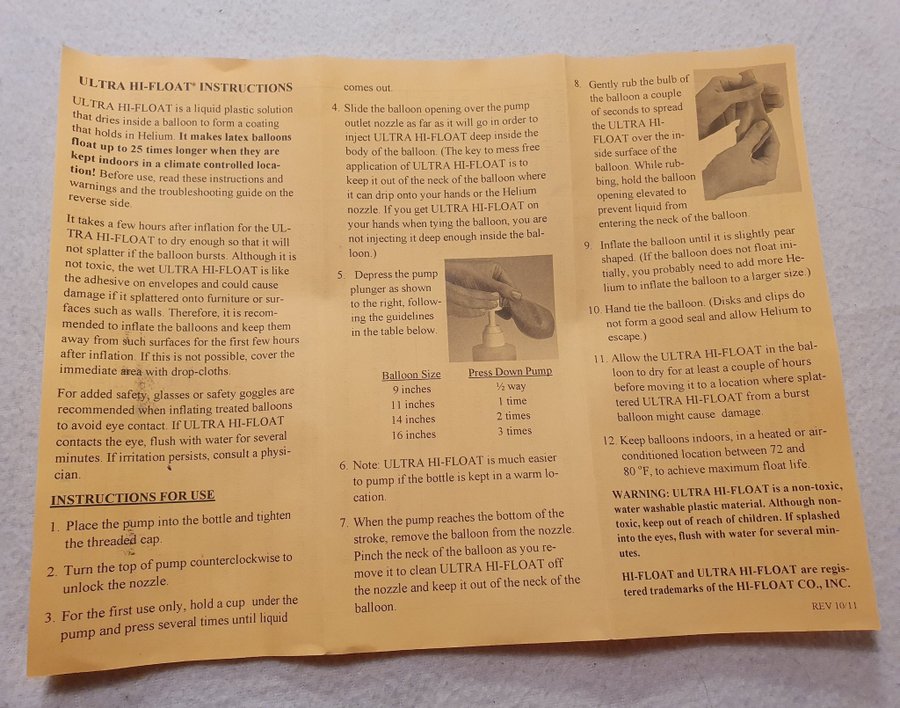 ULTRA HI-FLOAT® INSTRUCTIONS
ULTRA HI-FLOAT is a liquid plastic solution
that dries inside a balloon to form a coating
that holds in Helium. It makes latex balloons
float up to 25 times longer when they are
kept indoors in a climate controlled loca-
tion! Before use, read these instructions and
warnings and the troubleshooting guide on the
reverse side.
It takes a few hours after inflation for the UL-
TRA HI-FLOAT to dry enough so that it will
not splatter if the balloon bursts. Although it is
not toxic, the wet ULTRA HI-FLOAT is like
the adhesive on envelopes and could cause
damage if it splattered onto furniture or sur-
faces such as walls. Therefore, it is recom-
mended to inflate the balloons and keep them
away from such surfaces for the first few hours
after inflation. If this is not possible, cover the
immediate area with drop-cloths.
For added safety, glasses or safety goggles are
recommended when inflating treated balloons
to avoid eye contact. If ULTRA HI-FLOAT
contacts the eye, flush with water for several
minutes. If irritation persists, consult a physi-
cian.
INSTRUCTIONS FOR USE
1. Place the pump into the bottle and tighten
the threaded cap.
2. Turn the top of pump counterclockwise to
unlock the nozzle.
3. For the first use only, hold a cup under the
pump and press several times until liquid
comes out.
4. Slide the balloon opening over the pump
outlet nozzle as far as it will go in order to
inject ULTRA HI-FLOAT deep inside the
body of the balloon. (The key to mess free
application of ULTRA HI-FLOAT is to
keep it out of the neck of the balloon where
it can drip onto your hands or the Helium
nozzle. If you get ULTRA HI-FLOAT on
your hands when tying the balloon, you are
not injecting it deep enough inside the bal-
loon.)
5. Depress the pump
plunger as shown
to the right, follow-
ing the guidelines
in the table below.
Balloon Size Press Down Pump
9 inches ½ way
11 inches 1 time
14 inches 2 times
16 inches 3 times
6. Note: ULTRA HI-FLOAT is much easier
to pump if the bottle is kept in a warm lo-
cation.
7. When the pump reaches the bottom of the
stroke, remove the balloon from the nozzle.
Pinch the neck of the balloon as you re-
move it to clean ULTRA HI-FLOAT off
the nozzle and keep it out of the neck of the
balloon.
8. Gently rub the bulb of
the balloon a couple
of seconds to spread
the ULTRA HI-
FLOAT over the in-
side surface of the
balloon. While rub-
bing, hold the balloon
opening elevated to
prevent liquid from
entering the neck of the balloon.
9. Inflate the balloon until it is slightly pear
shaped. (If the balloon does not float ini-
tially, you probably need to add more He-
lium to inflate the balloon to a larger size.)
10. Hand tie the balloon. (Disks and clips do
not form a good seal and allow Helium to
escape.)
11. Allow the ULTRA HI-FLOAT in the bal-
loon to dry for at least a couple of hours
before moving it to a location where splat-
tered ULTRA HI-FLOAT from a burst
balloon might cause damage.
12. Keep balloons indoors, in a heated or air-
conditioned location between 72 and
80 °F, to achieve maximum float life.
WARNING: ULTRA HI-FLOAT is a non-toxic,
water washable plastic material. Although non-
toxic, keep out of reach of children. If splashed
into the eyes, flush with water for several min-
utes.
HI-FLOAT and ULTRA HI-FLOAT are regis-
tered trademarks of the HI-FLOAT CO., INC.
REV 10/11